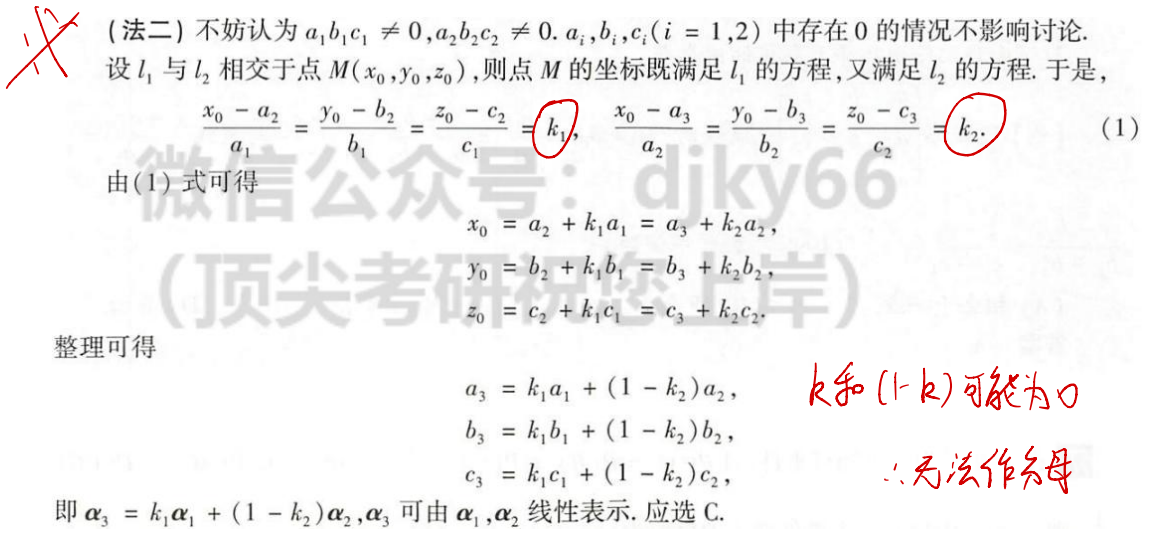 (法二) 不妨认为 a₁b₁c₁ ≠ 0,a₂b₂c₂ ≠ 0. aᵢ,bᵢ,cᵢ(i = 1,2) 中存在 0 的情况不影响讨论.
设 l₁ 与 l₂ 相交于点 M(x₀,y₀,z₀),则点 M 的坐标既满足 l₁ 的方程,又满足 l₂ 的方程. 于是,
(x₀ − a₂)/a₁ = (y₀ − b₂)/b₁ = (z₀ − c₂)/c₁ = k₁, (x₀ − a₃)/a₂ = (y₀ − b₃)/b₂ = (z₀ − c₃)/c₂ = k₂. (1)
微信公众号：djky66
由(1) 式可得
x₀ = a₂ + k₁a₁ = a₃ + k₂a₂,
y₀ = b₂ + k₁b₁ = b₃ + k₂b₂,
（顶尖考研祝您上岸）
z₀ = c₂ + k₁c₁ = c₃ + k₂c₂.
整理可得
a₃ = k₁a₁ + (1 − k₂)a₂,
k和(1-k)可能为0
b₃ = k₁b₁ + (1 − k₂)b₂,
c₃ = k₁c₁ + (1 − k₂)c₂,
∴无法作分母
即 α₃ = k₁α₁ + (1 − k₂)α₂,α₃ 可由 α₁,α₂ 线性表示. 应选 C.